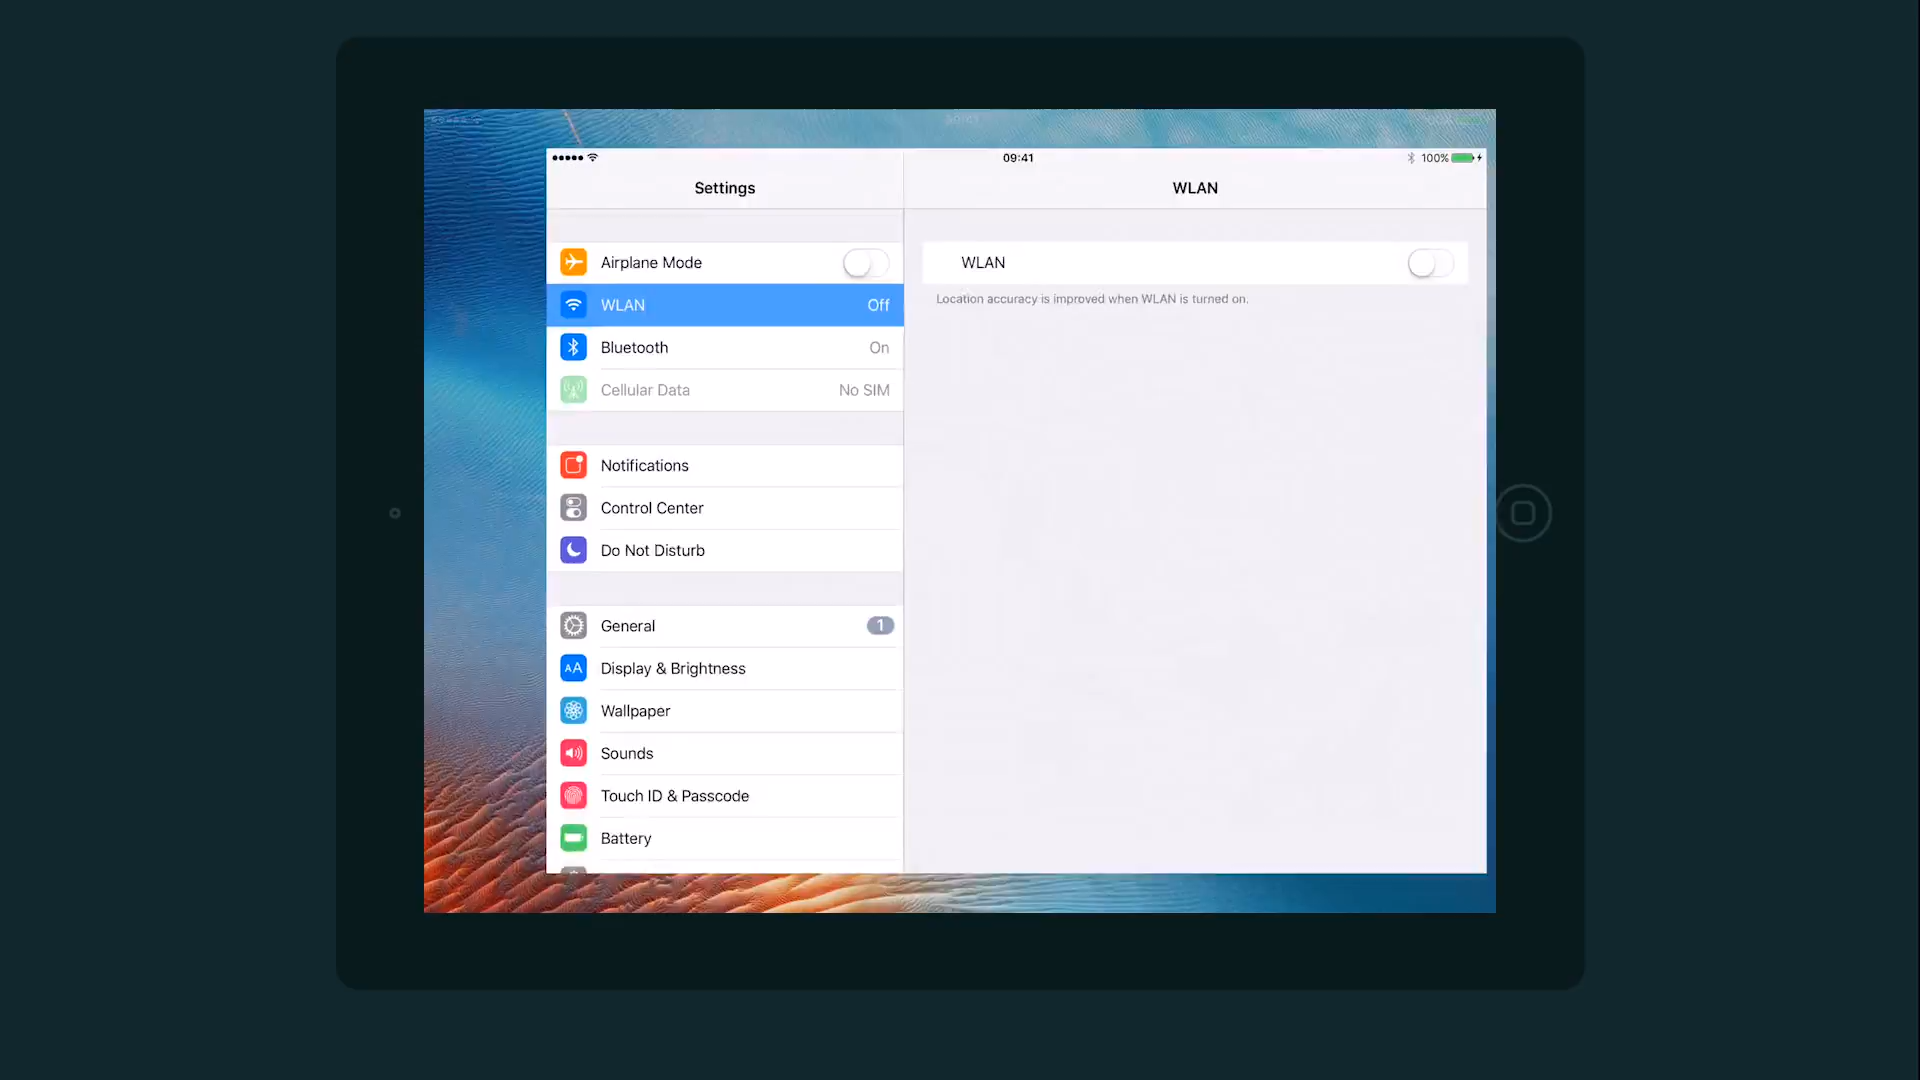 09:41
100%
Settings
WLAN
Airplane Mode
WLAN
Off
Bluetooth
On
Cellular Data
No SIM
Notifications
Control Center
Do Not Disturb
General
1
AA
Display & Brightness
Wallpaper
Sounds
Touch ID & Passcode
Battery
WLAN
Location accuracy is improved when WLAN is turned on.